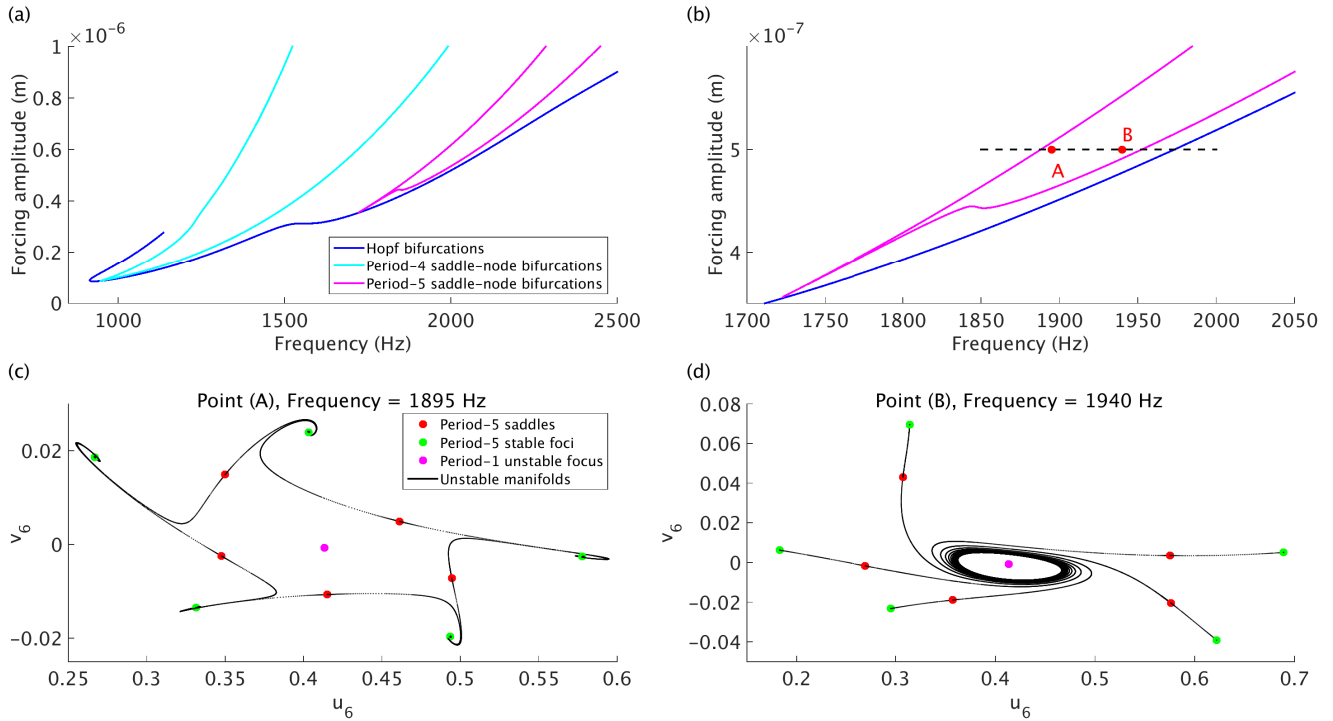 (a)
×10⁻⁶
1
0.8
0.6
0.4
0.2
0
Forcing amplitude (m)
1000 1500 2000 2500
Frequency (Hz)
Hopf bifurcations
Period-4 saddle-node bifurcations
Period-5 saddle-node bifurcations
(b)
×10⁻⁷
5
4
Forcing amplitude (m)
B
A
1700 1750 1800 1850 1900 1950 2000 2050
Frequency (Hz)
(c)
Point (A), Frequency = 1895 Hz
Period-5 saddles
Period-5 stable foci
Period-1 unstable focus
Unstable manifolds
0.02
0
−0.02
v₆
0.25 0.3 0.35 0.4 0.45 0.5 0.55 0.6
u₆
(d)
Point (B), Frequency = 1940 Hz
0.08
0.06
0.04
0.02
0
−0.02
−0.04
v₆
0.2 0.3 0.4 0.5 0.6 0.7
u₆